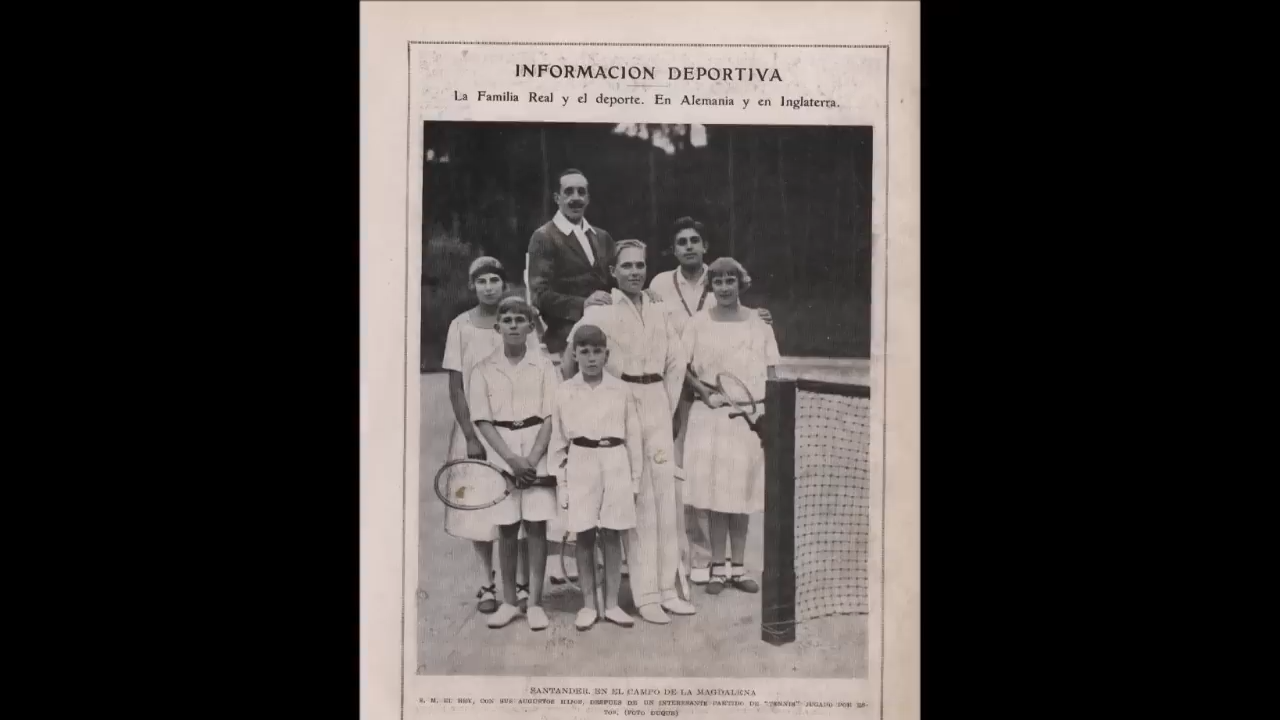 INFORMACION DEPORTIVA
La Familia Real y el deporte. En Alemania y en Inglaterra.
SANTANDER. EN EL CAMPO DE LA MAGDALENA
S. M. EL REY, CON SUS AUGUSTOS HIJOS, DESPUES DE UN INTERESANTE PARTIDO DE "TENNIS" JUGADO POR ES-
TOS. (FOTO DUQUE)